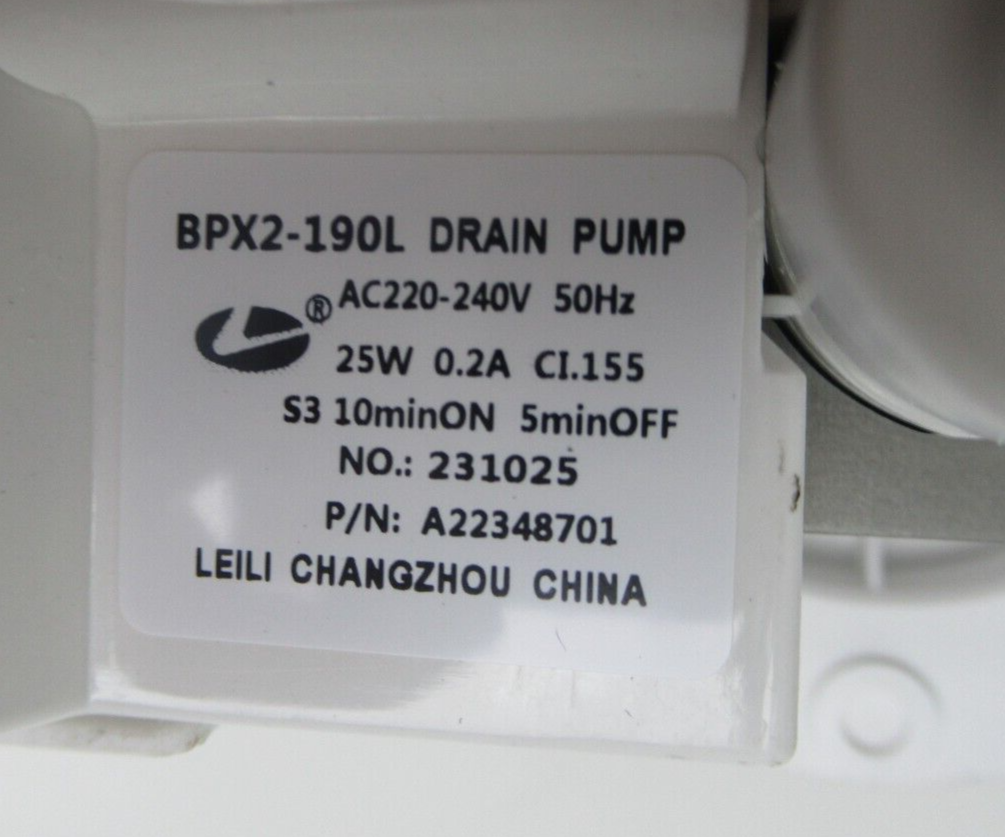 BPX2-190L DRAIN PUMP
® AC220-240V 50Hz
25W 0.2A CI.155
S3 10minON 5minOFF
NO.: 231025
P/N: A22348701
LEILI CHANGZHOU CHINA